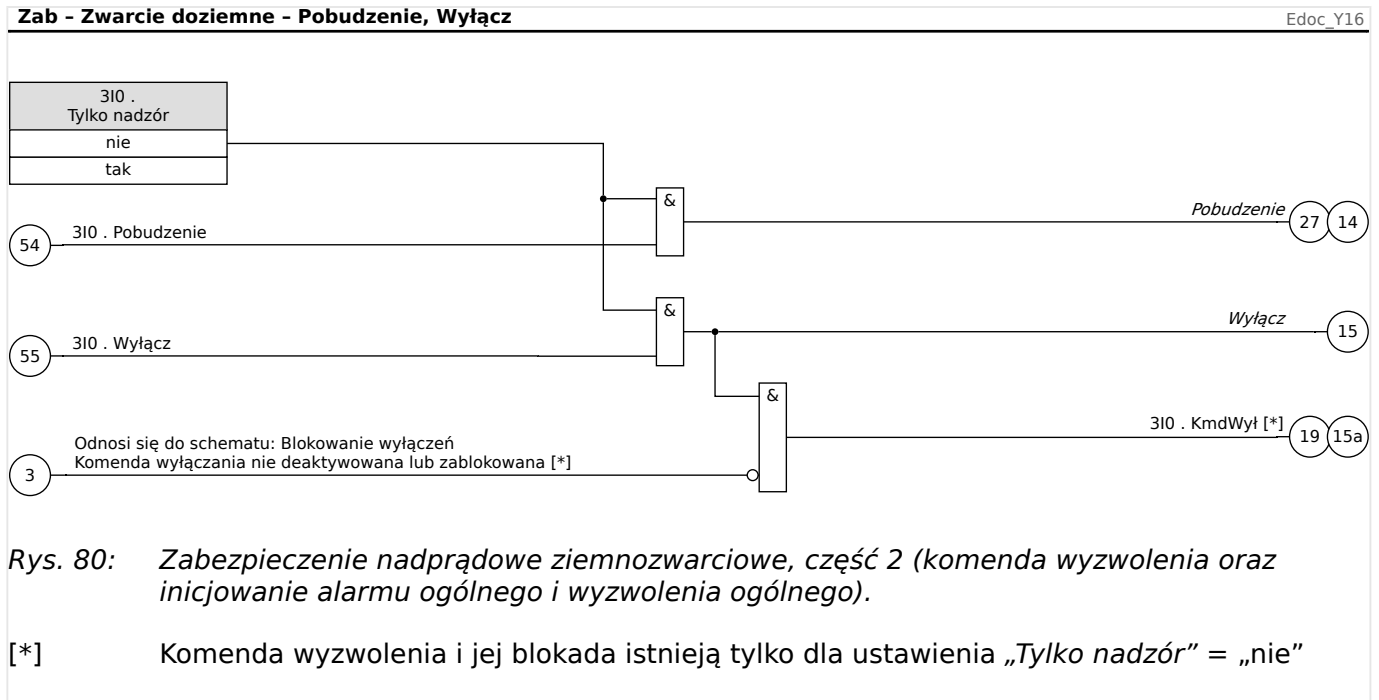 Zab – Zwarcie doziemne – Pobudzenie, Wyłącz
Edoc_Y16
3I0 .
Tylko nadzór
nie
tak
&
Pobudzenie
27 14
54
3I0 . Pobudzenie
&
Wyłącz
15
55
3I0 . Wyłącz
&
3I0 . KmdWył [*]
19 15a
Odnosi się do schematu: Blokowanie wyłączeń
Komenda wyłączania nie deaktywowana lub zablokowana [*]
3
Rys. 80: Zabezpieczenie nadprądowe ziemnozwarciowe, część 2 (komenda wyzwolenia oraz
inicjowanie alarmu ogólnego i wyzwolenia ogólnego).
[*] Komenda wyzwolenia i jej blokada istnieją tylko dla ustawienia „Tylko nadzór” = „nie”